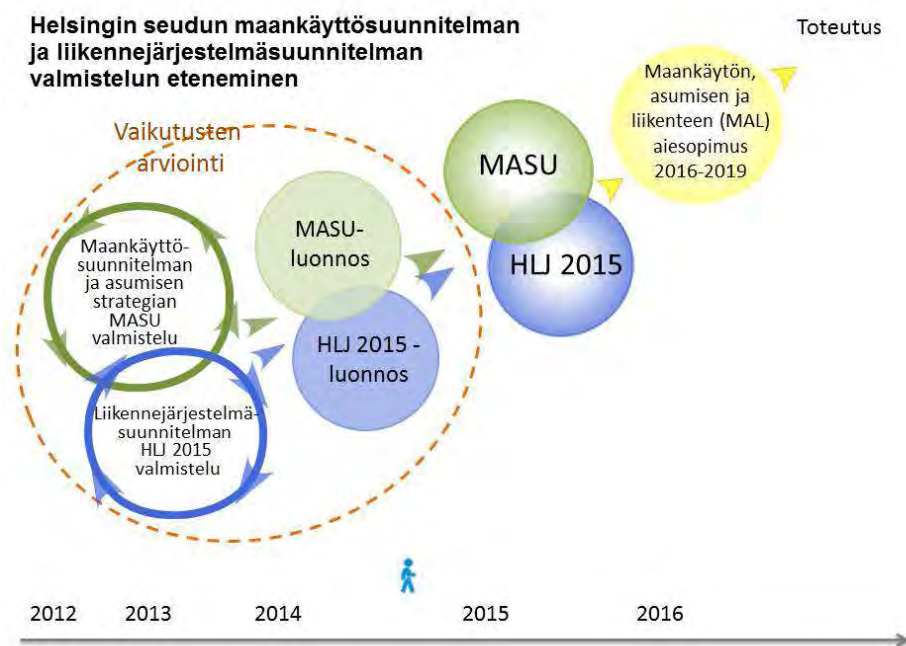 Helsingin seudun maankäyttösuunnitelman
ja liikennejärjestelmäsuunnitelman
valmistelun eteneminen
Toteutus
Maankäytön,
asumisen ja
liikenteen (MAL)
aiesopimus
2016-2019
Vaikutusten
arviointi
MASU
HLJ 2015
MASU-
luonnos
HLJ 2015 -
luonnos
Maankäyttö-
suunnitelman
ja asumisen
strategian
MASU
valmistelu
Liikennejärjestelmä-
suunnitelman
HLJ 2015
valmistelu
2012 2013 2014 2015 2016